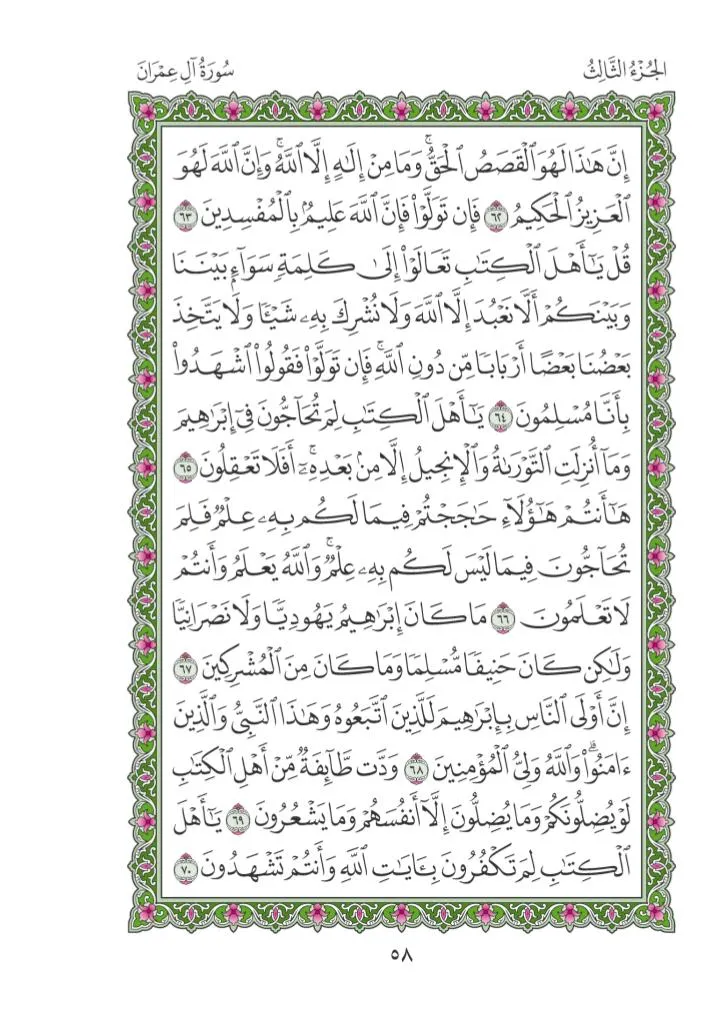 الجُزْءُ الثَّالِثُ
سُورَةُ آلِ عِمْرَانَ
إِنَّ هَٰذَا لَهُوَ ٱلْقَصَصُ ٱلْحَقُّ ۚ وَمَا مِنْ إِلَٰهٍ إِلَّا ٱللَّهُ ۚ وَإِنَّ ٱللَّهَ لَهُوَ
ٱلْعَزِيزُ ٱلْحَكِيمُ ٦٢ فَإِن تَوَلَّوْا۟ فَإِنَّ ٱللَّهَ عَلِيمٌۢ بِٱلْمُفْسِدِينَ ٦٣
قُلْ يَٰٓأَهْلَ ٱلْكِتَٰبِ تَعَالَوْا۟ إِلَىٰ كَلِمَةٍ سَوَآءٍۭ بَيْنَنَا
وَبَيْنَكُمْ أَلَّا نَعْبُدَ إِلَّا ٱللَّهَ وَلَا نُشْرِكَ بِهِۦ شَيْـًٔا وَلَا يَتَّخِذَ
بَعْضُنَا بَعْضًا أَرْبَابًا مِّن دُونِ ٱللَّهِ ۚ فَإِن تَوَلَّوْا۟ فَقُولُوا۟ ٱشْهَدُوا۟
بِأَنَّا مُسْلِمُونَ ٦٤ يَٰٓأَهْلَ ٱلْكِتَٰبِ لِمَ تُحَآجُّونَ فِىٓ إِبْرَٰهِيمَ
وَمَآ أُنزِلَتِ ٱلتَّوْرَىٰةُ وَٱلْإِنجِيلُ إِلَّا مِنۢ بَعْدِهِۦٓ ۚ أَفَلَا تَعْقِلُونَ ٦٥
هَٰٓأَنتُمْ هَٰٓؤُلَآءِ حَٰجَجْتُمْ فِيمَا لَكُم بِهِۦ عِلْمٌ فَلِمَ
تُحَآجُّونَ فِيمَا لَيْسَ لَكُم بِهِۦ عِلْمٌ ۚ وَٱللَّهُ يَعْلَمُ وَأَنتُمْ
لَا تَعْلَمُونَ ٦٦ مَا كَانَ إِبْرَٰهِيمُ يَهُودِيًّا وَلَا نَصْرَانِيًّا
وَلَٰكِن كَانَ حَنِيفًا مُّسْلِمًا وَمَا كَانَ مِنَ ٱلْمُشْرِكِينَ ٦٧
إِنَّ أَوْلَى ٱلنَّاسِ بِإِبْرَٰهِيمَ لَلَّذِينَ ٱتَّبَعُوهُ وَهَٰذَا ٱلنَّبِىُّ وَٱلَّذِينَ
ءَامَنُوا۟ ۗ وَٱللَّهُ وَلِىُّ ٱلْمُؤْمِنِينَ ٦٨ وَدَّت طَّآئِفَةٌ مِّنْ أَهْلِ ٱلْكِتَٰبِ
لَوْ يُضِلُّونَكُمْ وَمَا يُضِلُّونَ إِلَّآ أَنفُسَهُمْ وَمَا يَشْعُرُونَ ٦٩ يَٰٓأَهْلَ
ٱلْكِتَٰبِ لِمَ تَكْفُرُونَ بِـَٔايَٰتِ ٱللَّهِ وَأَنتُمْ تَشْهَدُونَ ٧٠
٥٨